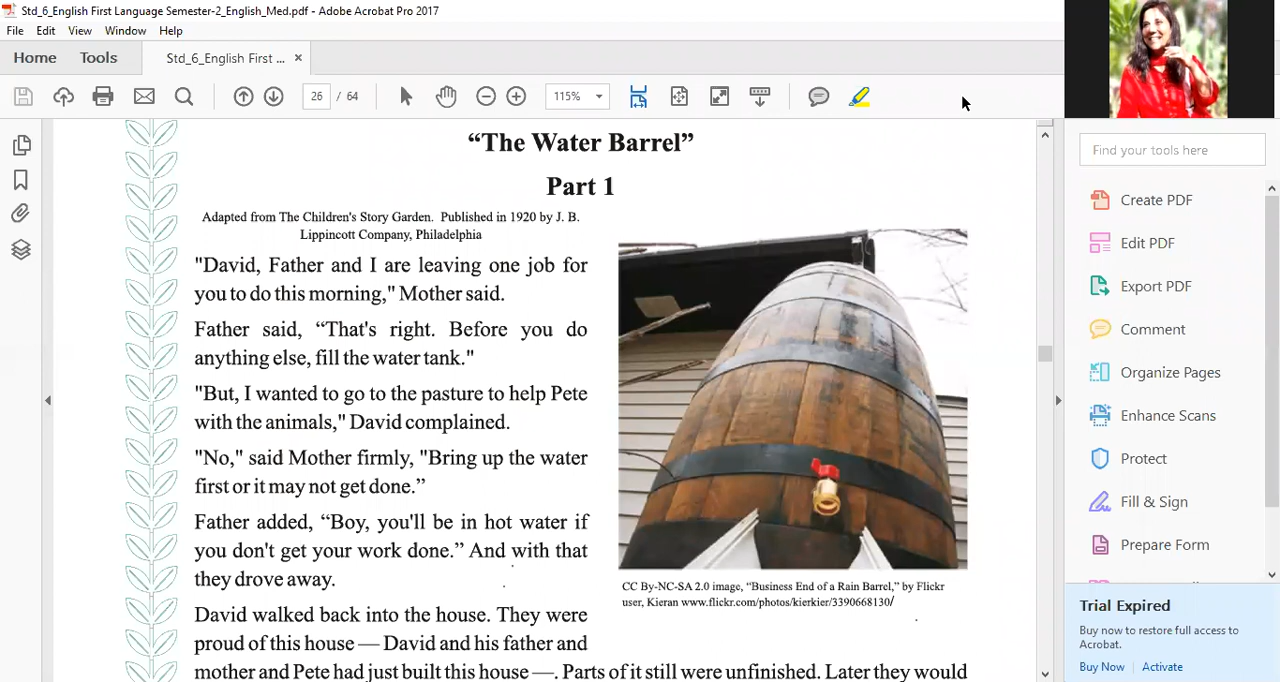 Std_6_English First Language Semester-2_English_Med.pdf - Adobe Acrobat Pro 2017
File Edit View Window Help
Home Tools Std_6_English First ... ×
26 / 64 115%
"The Water Barrel"
Part 1
Adapted from The Children's Story Garden. Published in 1920 by J. B.
Lippincott Company, Philadelphia
"David, Father and I are leaving one job for
you to do this morning," Mother said.
Father said, “That's right. Before you do
anything else, fill the water tank."
"But, I wanted to go to the pasture to help Pete
with the animals," David complained.
"No," said Mother firmly, "Bring up the water
first or it may not get done.”
Father added, “Boy, you'll be in hot water if
you don't get your work done.” And with that
they drove away.
David walked back into the house. They were
proud of this house — David and his father and
mother and Pete had just built this house —. Parts of it still were unfinished. Later they would
CC By-NC-SA 2.0 image, “Business End of a Rain Barrel,” by Flickr
user, Kieran www.flickr.com/photos/kierkier/3390668130/
Find your tools here
Create PDF
Edit PDF
Export PDF
Comment
Organize Pages
Enhance Scans
Protect
Fill & Sign
Prepare Form
Trial Expired
Buy now to restore full access to
Acrobat.
Buy Now Activate